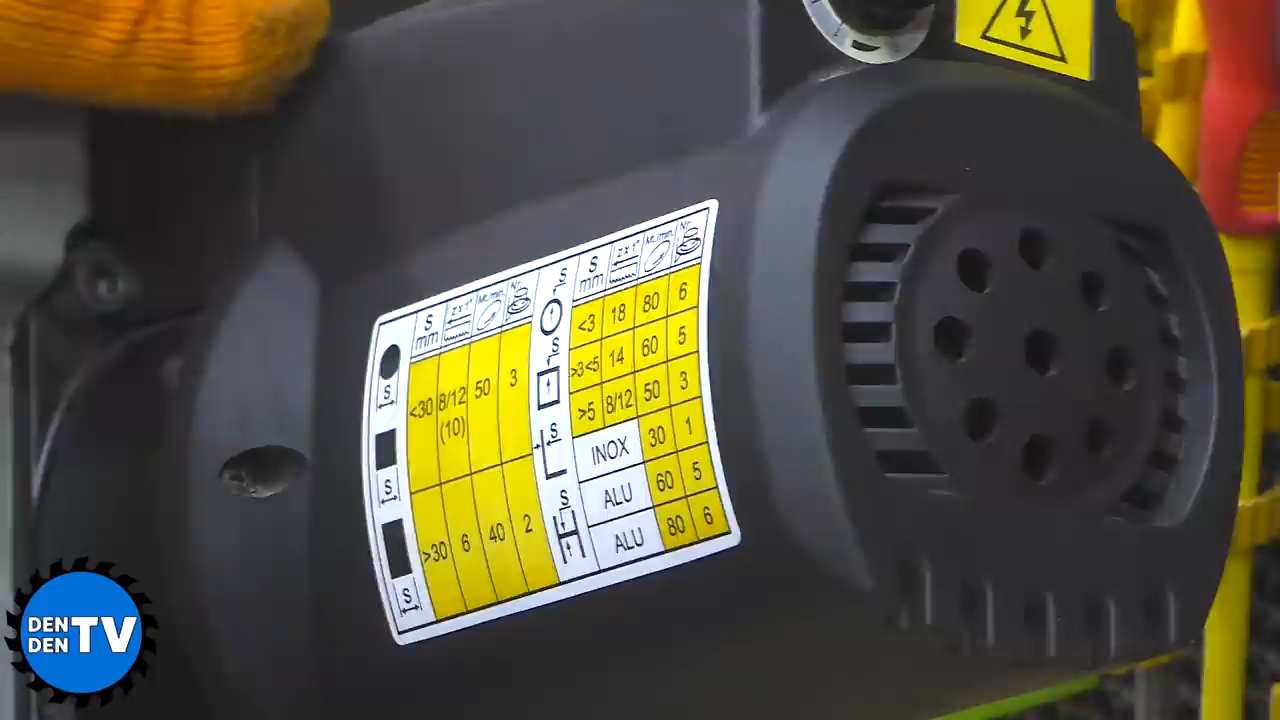 S mm z x 1" Mt./min. Nr.
S
<30 8/12 (10) 50 3
S
>30 6 40 2
S
S
S
S
S
S mm z x 1" Mt./min. Nr.
<3 18 80 6
>3<5 14 60 5
>5 8/12 50 3
INOX 30 1
ALU 60 5
ALU 80 6
DEN
DEN
TV